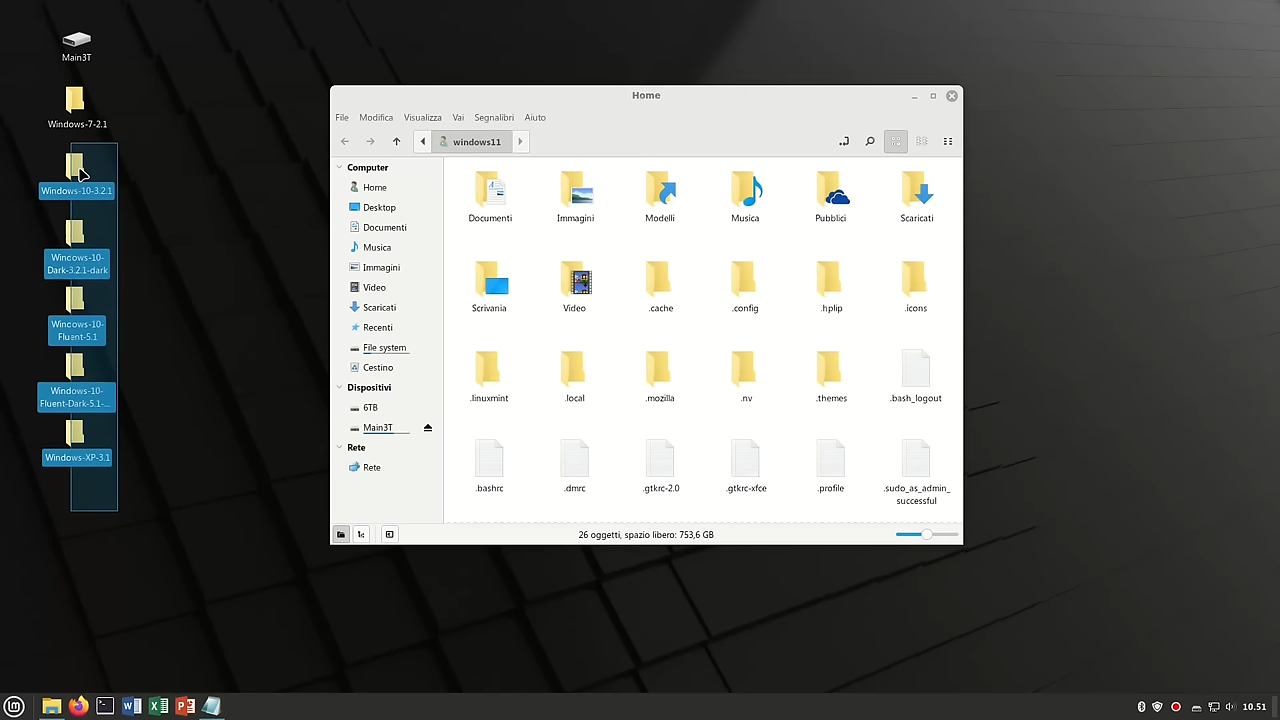 Main3T
Windows-7-2.1
Windows-10-3.2.1
Windows-10-
Dark-3.2.1-dark
Windows-10-
Fluent-5.1
Windows-10-
Fluent-Dark-5.1-...
Windows-XP-3.1
Home
File Modifica Visualizza Vai Segnalibri Aiuto
windows11
Computer
Home
Desktop
Documenti
Musica
Immagini
Video
Scaricati
Recenti
File system
Cestino
Dispositivi
6TB
Main3T
Rete
Rete
Documenti Immagini Modelli Musica Pubblici Scaricati
Scrivania Video .cache .config .hplip .icons
.linuxmint .local .mozilla .nv .themes .bash_logout
.bashrc .dmrc .gtkrc-2.0 .gtkrc-xfce .profile .sudo_as_admin_
successful
26 oggetti, spazio libero: 753,6 GB
10.51